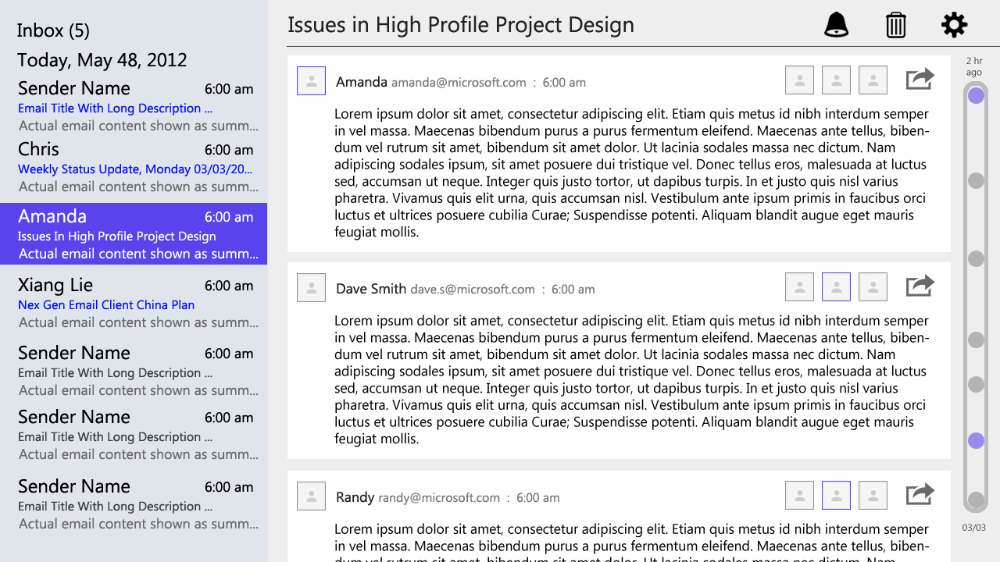 Inbox (5)
Today, May 48, 2012
Sender Name 6:00 am
Email Title With Long Description ...
Actual email content shown as summ...
Chris 6:00 am
Weekly Status Update, Monday 03/03/20...
Actual email content shown as summ...
Amanda 6:00 am
Issues In High Profile Project Design
Actual email content shown as summ...
Xiang Lie 6:00 am
Nex Gen Email Client China Plan
Actual email content shown as summ...
Sender Name 6:00 am
Email Title With Long Description ...
Actual email content shown as summ...
Sender Name 6:00 am
Email Title With Long Description ...
Actual email content shown as summ...
Sender Name 6:00 am
Email Title With Long Description ...
Actual email content shown as summ...
Issues in High Profile Project Design
Amanda amanda@microsoft.com : 6:00 am
Lorem ipsum dolor sit amet, consectetur adipiscing elit. Etiam quis metus id nibh interdum semper
in vel massa. Maecenas bibendum purus a purus fermentum eleifend. Maecenas ante tellus, biben-
dum vel rutrum sit amet, bibendum sit amet dolor. Ut lacinia sodales massa nec dictum. Nam
adipiscing sodales ipsum, sit amet posuere dui tristique vel. Donec tellus eros, malesuada at luctus
sed, accumsan ut neque. Integer quis justo tortor, ut dapibus turpis. In et justo quis nisl varius
pharetra. Vivamus quis elit urna, quis accumsan nisl. Vestibulum ante ipsum primis in faucibus orci
luctus et ultrices posuere cubilia Curae; Suspendisse potenti. Aliquam blandit augue eget mauris
feugiat mollis.
Dave Smith dave.s@microsoft.com : 6:00 am
Lorem ipsum dolor sit amet, consectetur adipiscing elit. Etiam quis metus id nibh interdum semper
in vel massa. Maecenas bibendum purus a purus fermentum eleifend. Maecenas ante tellus, biben-
dum vel rutrum sit amet, bibendum sit amet dolor. Ut lacinia sodales massa nec dictum. Nam
adipiscing sodales ipsum, sit amet posuere dui tristique vel. Donec tellus eros, malesuada at luctus
sed, accumsan ut neque. Integer quis justo tortor, ut dapibus turpis. In et justo quis nisl varius
pharetra. Vivamus quis elit urna, quis accumsan nisl. Vestibulum ante ipsum primis in faucibus orci
luctus et ultrices posuere cubilia Curae; Suspendisse potenti. Aliquam blandit augue eget mauris
feugiat mollis.
Randy randy@microsoft.com : 6:00 am
Lorem ipsum dolor sit amet, consectetur adipiscing elit. Etiam quis metus id nibh interdum semper
in vel massa. Maecenas bibendum purus a purus fermentum eleifend. Maecenas ante tellus, biben-
2 hr
ago
03/03